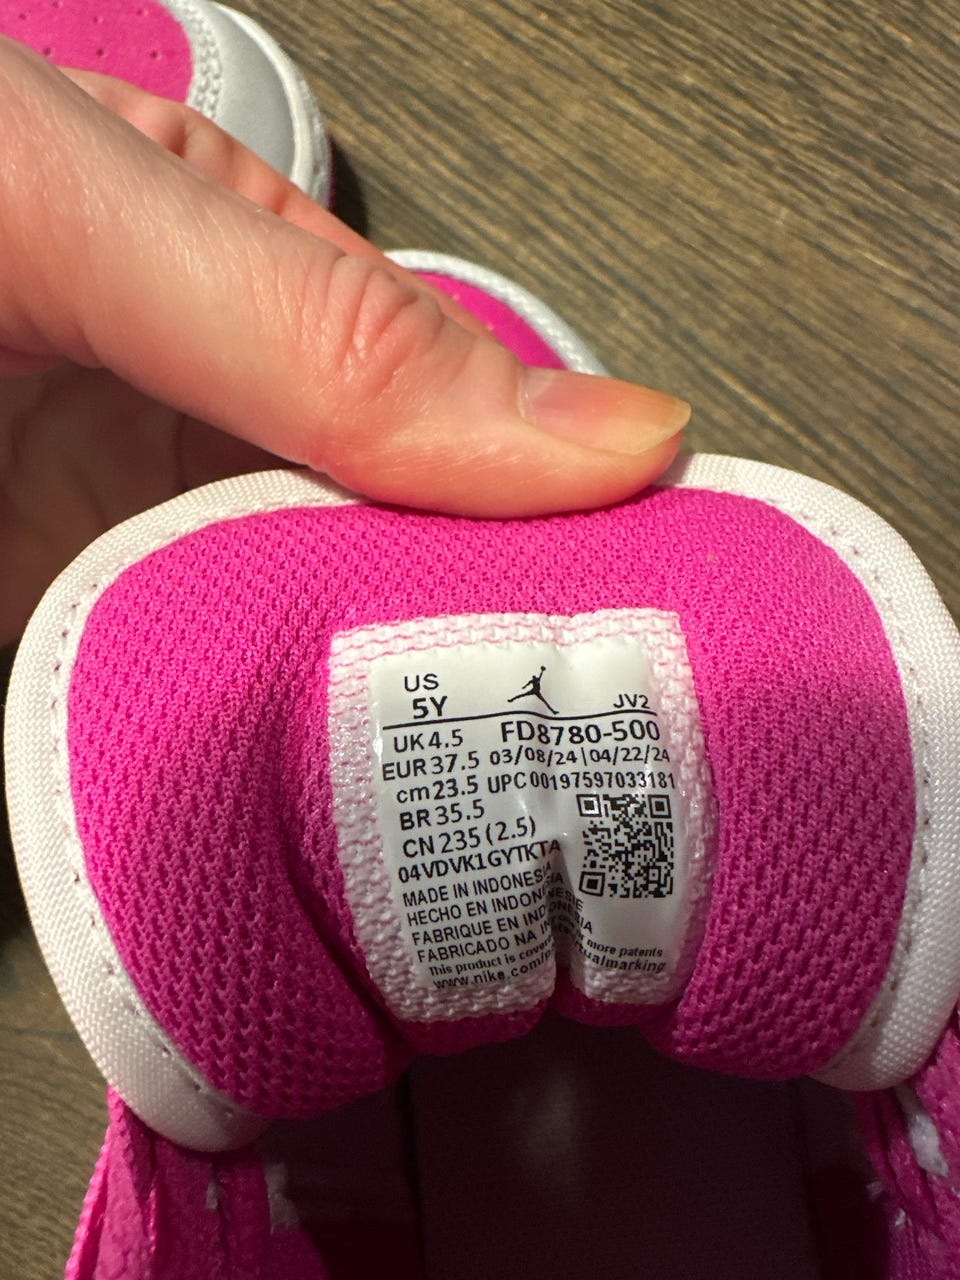 US
5Y
JV2
UK 4.5 FD8780-500
EUR 37.5 03/08/24 | 04/22/24
cm 23.5 UPC 00197597033181
BR 35.5
CN 235 (2.5)
04VDVK1GYTKTA
MADE IN INDONESIA
HECHO EN INDONESIA
FABRIQUE EN INDONESIA
FABRICADO NA INDONESIA
This product is covered more patents
www.nike.com/